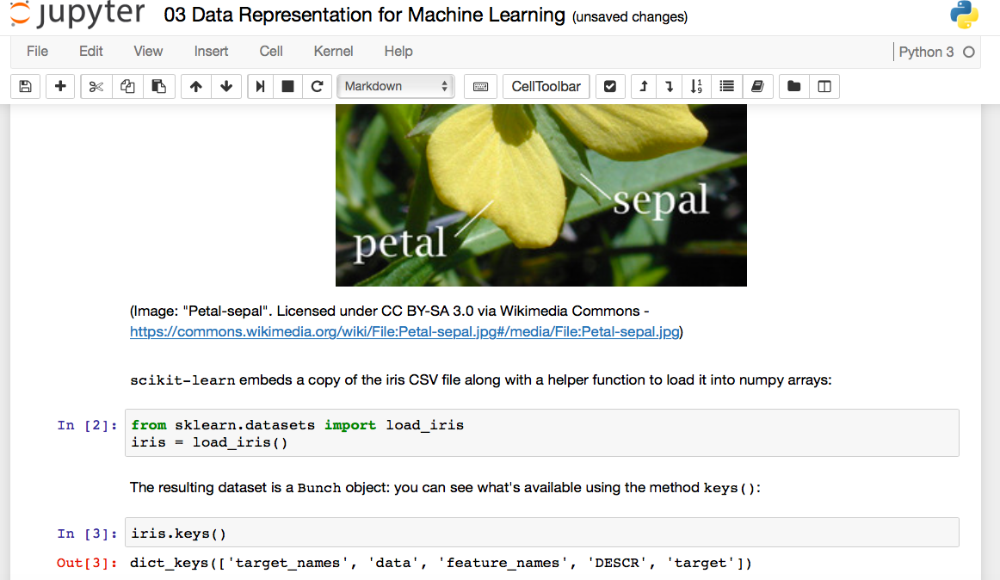 jupyter 03 Data Representation for Machine Learning (unsaved changes)
File Edit View Insert Cell Kernel Help Python 3
Markdown CellToolbar
sepal
petal
(Image: "Petal-sepal". Licensed under CC BY-SA 3.0 via Wikimedia Commons -
https://commons.wikimedia.org/wiki/File:Petal-sepal.jpg#/media/File:Petal-sepal.jpg)
scikit-learn embeds a copy of the iris CSV file along with a helper function to load it into numpy arrays:
In [2]: from sklearn.datasets import load_iris
iris = load_iris()
The resulting dataset is a Bunch object: you can see what's available using the method keys():
In [3]: iris.keys()
Out[3]: dict_keys(['target_names', 'data', 'feature_names', 'DESCR', 'target'])